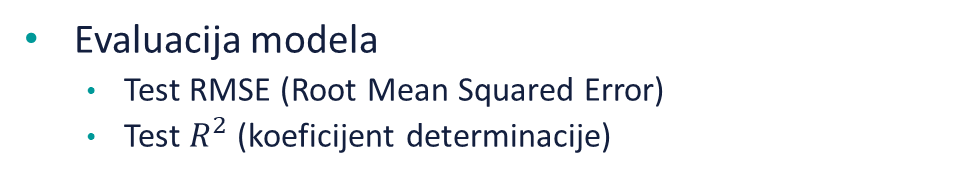 • Evaluacija modela
• Test RMSE (Root Mean Squared Error)
• Test R² (koeficijent determinacije)